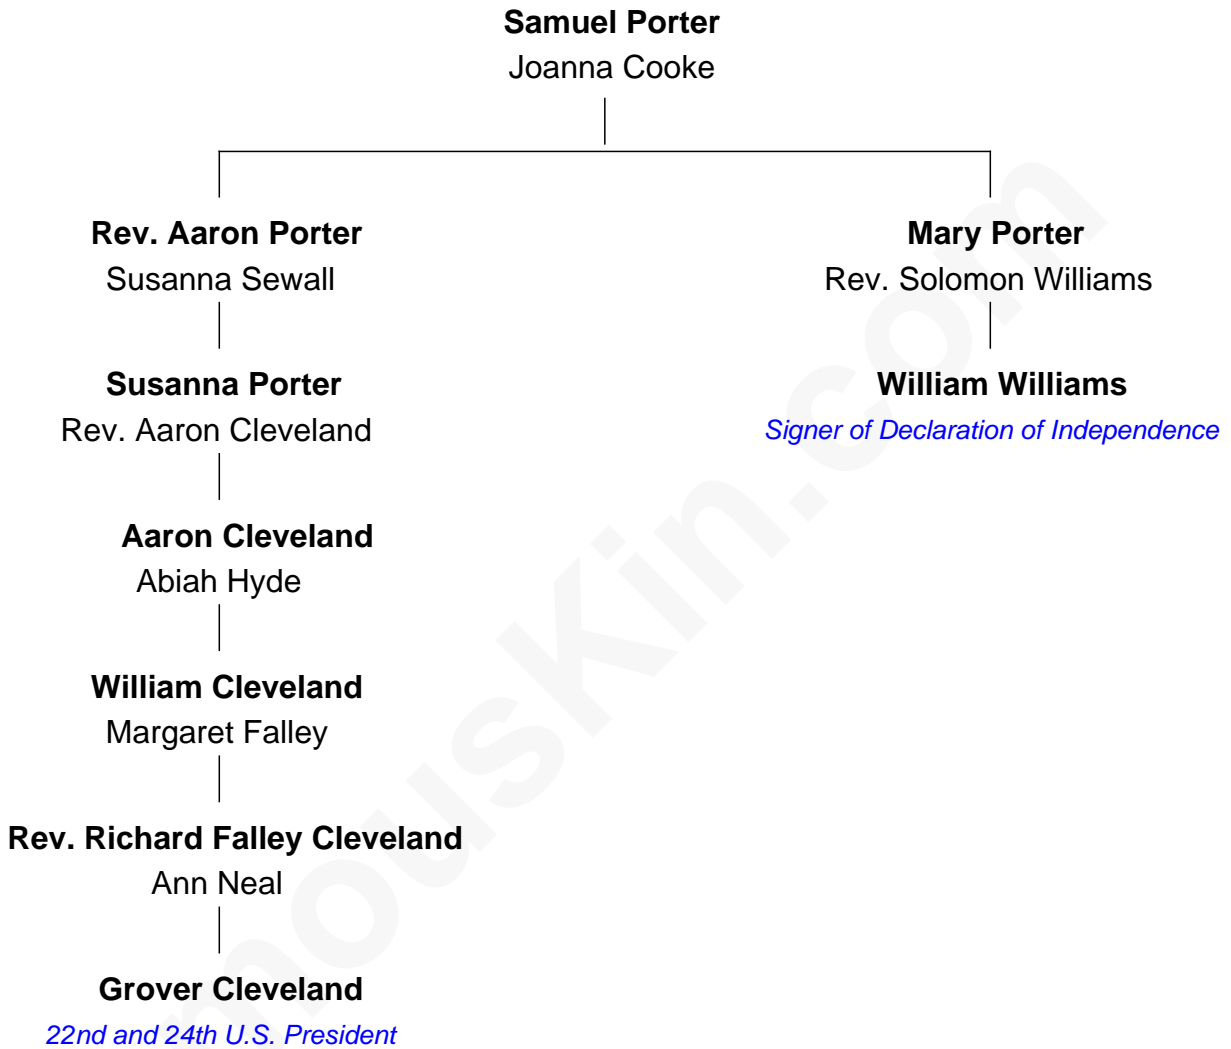 Samuel Porter
Joanna Cooke
Rev. Aaron Porter
Susanna Sewall
Mary Porter
Rev. Solomon Williams
Susanna Porter
Rev. Aaron Cleveland
William Williams
Signer of Declaration of Independence
Aaron Cleveland
Abiah Hyde
William Cleveland
Margaret Falley
Rev. Richard Falley Cleveland
Ann Neal
Grover Cleveland
22nd and 24th U.S. President
mousKin.com